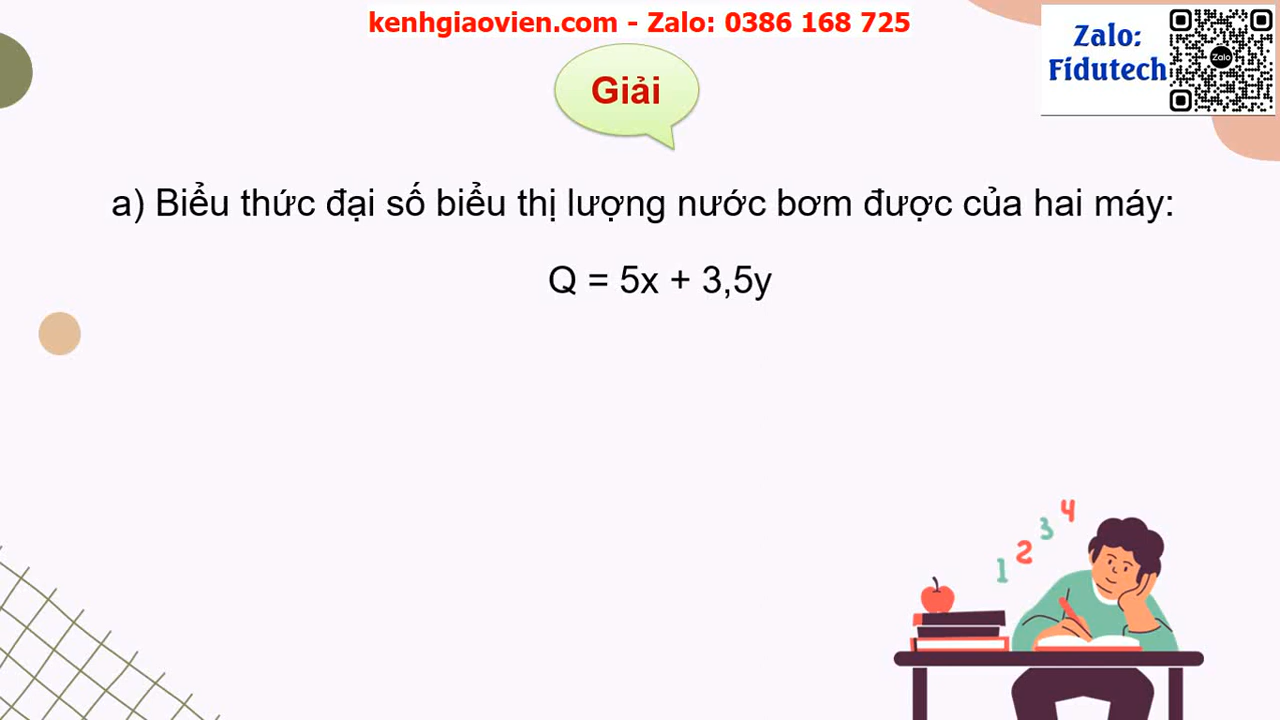 kenhgiaovien.com - Zalo: 0386 168 725
Zalo:
Fidutech
Zalo
Giải
a) Biểu thức đại số biểu thị lượng nước bơm được của hai máy:
Q = 5x + 3,5y
1 2 3 4